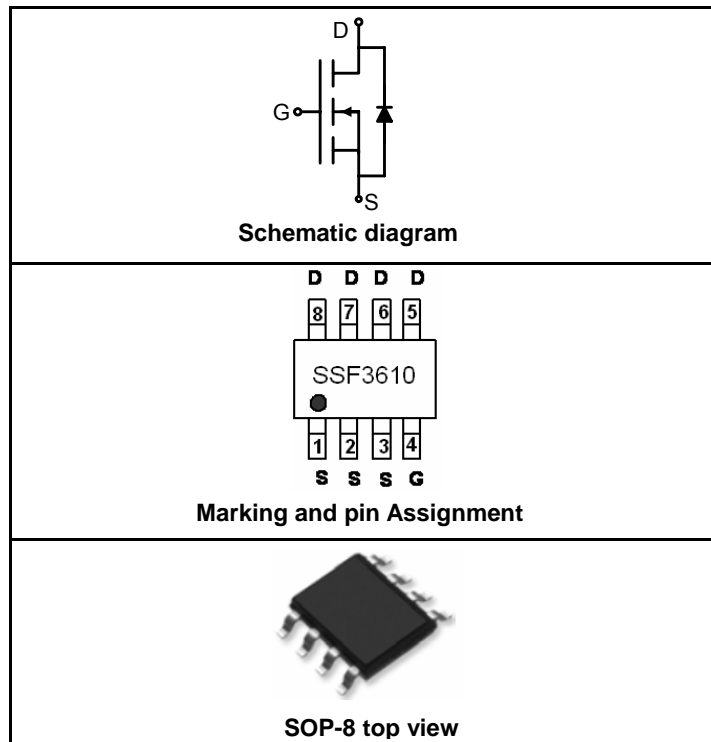 D
G
S
Schematic diagram
D D D D
8 7 6 5
SSF3610
1 2 3 4
S S S G
Marking and pin Assignment
SOP-8 top view